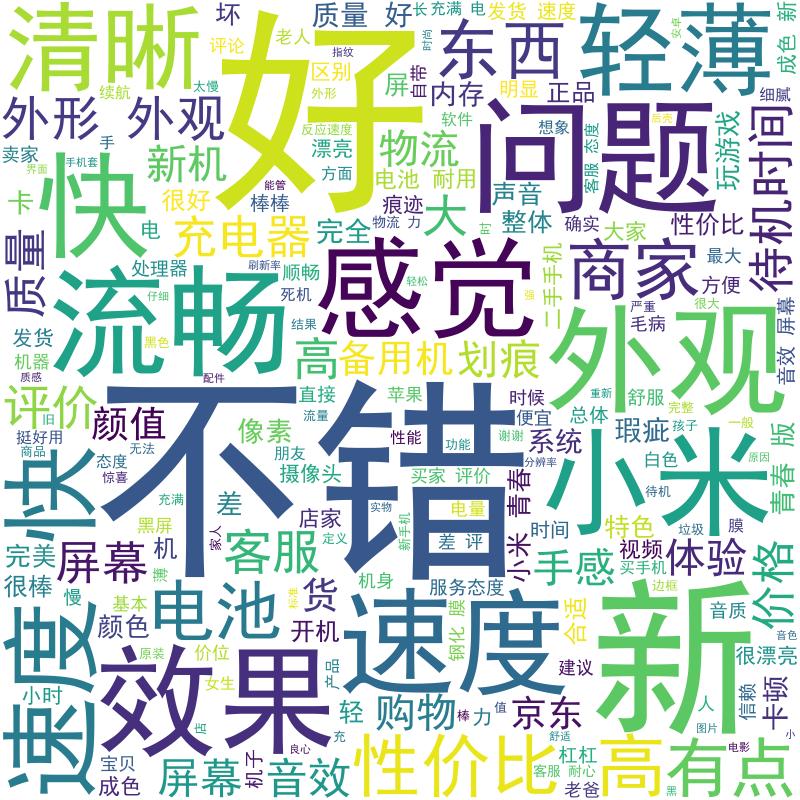 清晰
坏
质量 好
长
充满 电
发货 速度
成色 新
安卓
好
东西
轻薄
评论
老人
指纹
时间
区别
屏
自带
明显
太慢
续航
外形
内存
正品
细腻
外形 外观
反应速度
软件
想象
后壳
问题
卖家
手
新机
漂亮
物流
客服 态度
玩游戏
待机时间
手机套
界面
方面
电池 耐用
能管
很好
棒棒
痕迹
声音
快
卡
大
整体
确实
性价比
电
充电器
完全
物流 力
大家
质量
处理器
刷新率
顺畅
感觉
轻松
强
二手手机
商家
最大
方便
流畅
仔细
死机
严重
很大
毛病
音效 屏幕
发货
结果
外观
机器
黑色
高
备用机
划痕
质感
配件
直接
苹果
时候
重新
舒服
评价
旧
颜值
流量
便宜
总体
完整
一般
不错
像素
性能
功能
谢谢
系统
瑕疵
孩子
青春 版
挺好用
商品
无法
朋友
分辨率
白色
原因
小米
快
态度
惊喜
充满
摄像头
买家 评价
青春
待机
差
实物
电量
垃圾
膜
黑屏
店家
新手机
时间
特色
完美
屏幕
机
家人
客服
定义
差 评
小米
手感
视频
体验
价格
很棒
慢
薄
买手机
边框
机身
服务态度
电池
标准
货
速度
合适
新
音质
基本
颜色
开机
钢化 膜
音色
速度
效果
原装
价位
产品
建议
很漂亮
小时
女生
轻
购物
棒
力
值
京东
人
信赖
卡顿
店
图片
宝贝
成色
良心
充
舒适
杠杠
电影
小
屏幕
机子
音效
性价比
高
客服 耐心
老爸
有点
黑